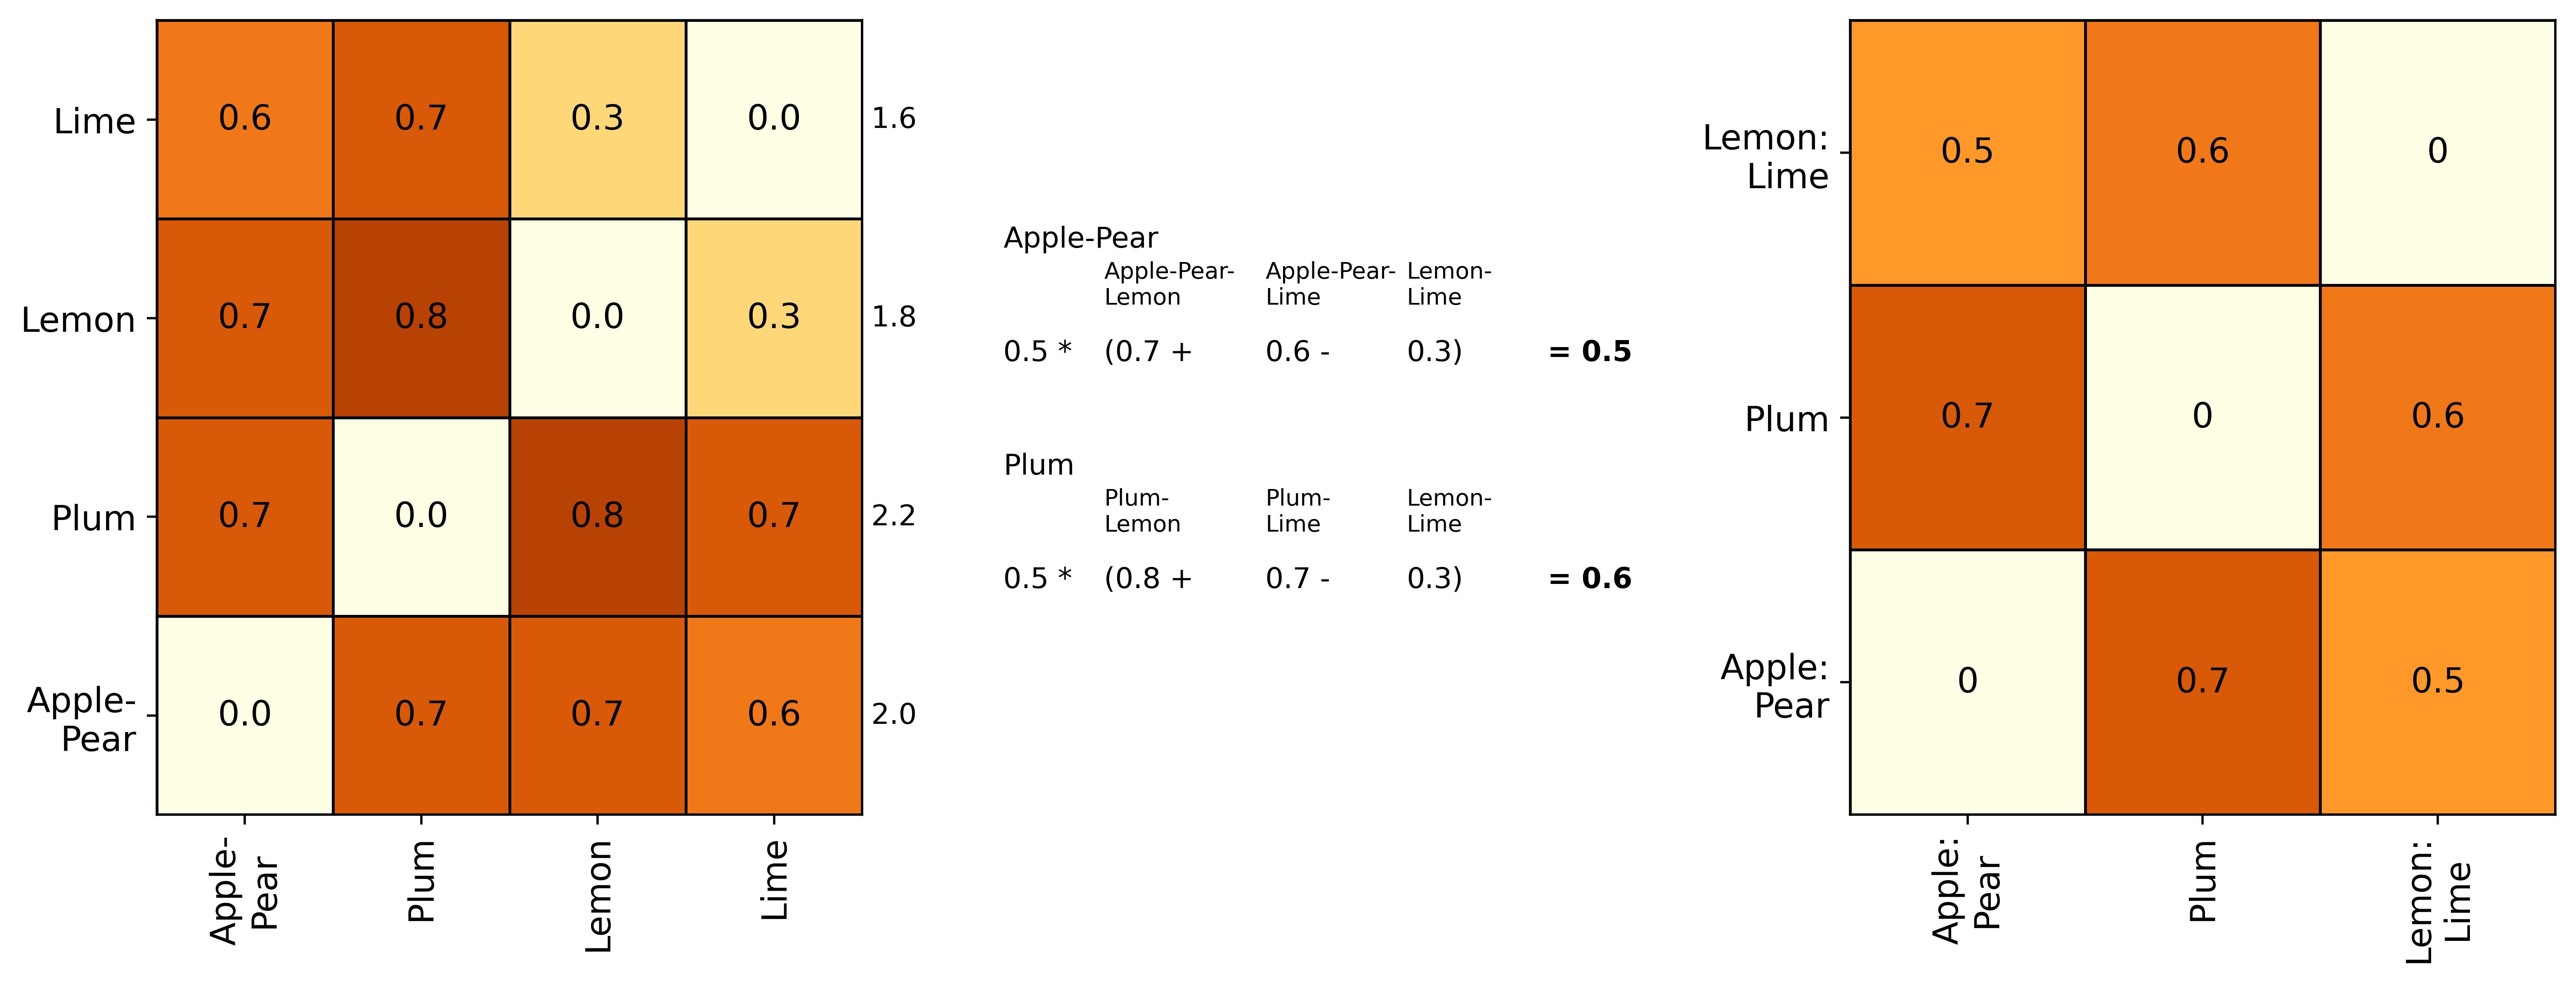 Lime 0.6 0.7 0.3 0.0 1.6
Lemon 0.7 0.8 0.0 0.3 1.8
Plum 0.7 0.0 0.8 0.7 2.2
Apple-
Pear
0.0 0.7 0.7 0.6 2.0
Apple-
Pear
Plum
Lemon
Lime
Apple-Pear
Apple-Pear- Apple-Pear- Lemon-
Lemon Lime Lime
0.5 * (0.7 + 0.6 - 0.3) = 0.5
Plum
Plum- Plum- Lemon-
Lemon Lime Lime
0.5 * (0.8 + 0.7 - 0.3) = 0.6
Lemon:
Lime
0.5 0.6 0
Plum 0.7 0 0.6
Apple:
Pear
0 0.7 0.5
Apple:
Pear
Plum
Lemon:
Lime